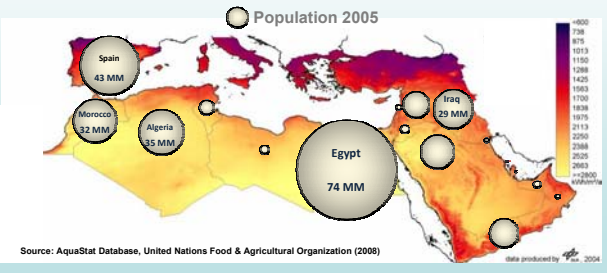 Population 2005
Spain
43 MM
Morocco
32 MM
Algeria
35 MM
Egypt
74 MM
Iraq
29 MM
<600
738
875
1013
1150
1288
1425
1563
1700
1838
1975
2113
2250
2388
2525
2663
>=2800
kWh/m²/a
Source: AquaStat Database, United Nations Food & Agricultural Organization (2008)
data produced by DLR, 2004